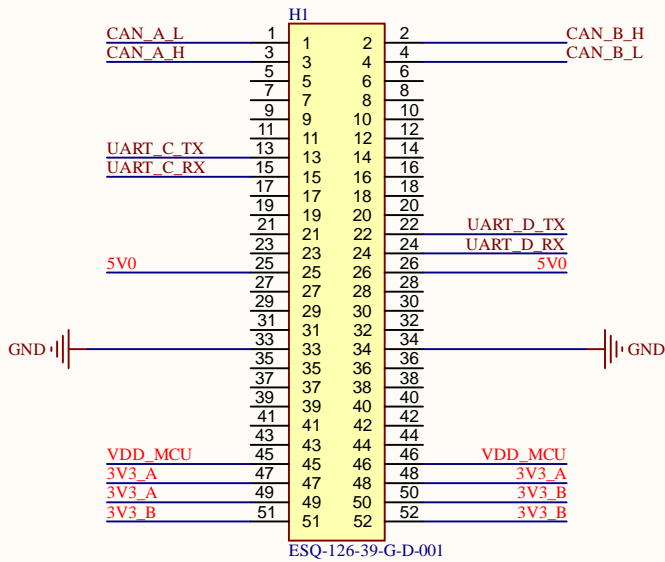 H1
CAN_A_L 1 1 2 2 CAN_B_H
CAN_A_H 3 3 4 4 CAN_B_L
5 5 6 6
7 7 8 8
9 9 10 10
11 11 12 12
UART_C_TX 13 13 14 14
UART_C_RX 15 15 16 16
17 17 18 18
19 19 20 20
21 21 22 22 UART_D_TX
23 23 24 24 UART_D_RX
5V0 25 25 26 26 5V0
27 27 28 28
29 29 30 30
31 31 32 32
GND 33 33 34 34 GND
35 35 36 36
37 37 38 38
39 39 40 40
41 41 42 42
43 43 44 44
VDD_MCU 45 45 46 46 VDD_MCU
3V3_A 47 47 48 48 3V3_A
3V3_A 49 49 50 50 3V3_B
3V3_B 51 51 52 52 3V3_B
ESQ-126-39-G-D-001